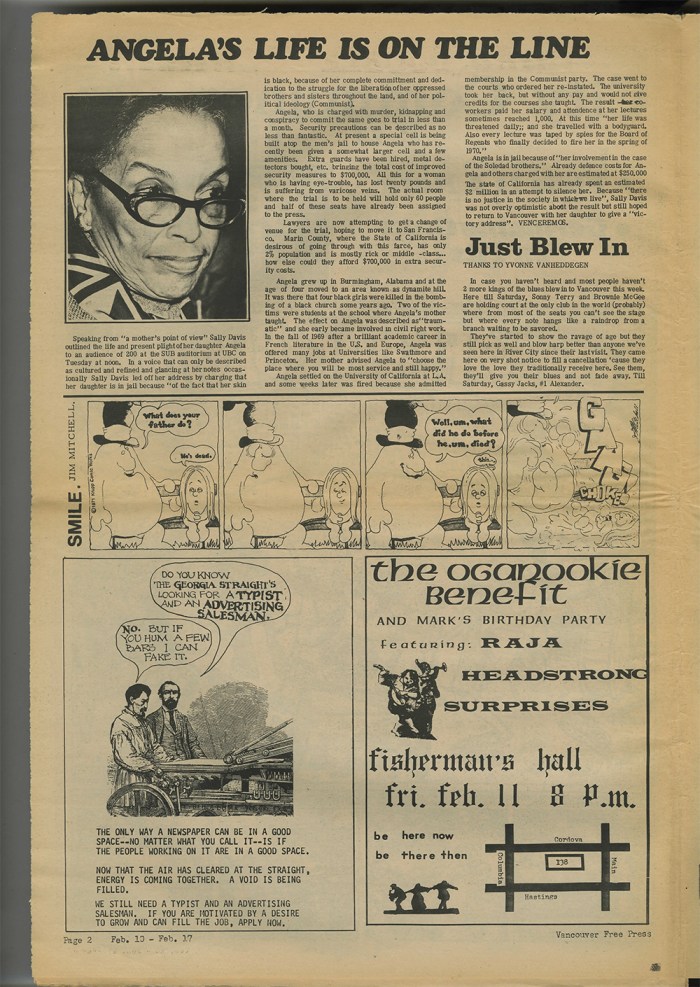 ANGELA'S LIFE IS ON THE LINE
Speaking from "a mother's point of view" Sally Davis
outlined the life and present plight of her daughter Angela
to an audience of 200 at the SUB auditorium at UBC on
Tuesday at noon. In a voice that can only be described
as cultured and refined and glancing at her notes occas-
ionally Sally Davis led off her address by charging that
her daughter is in jail because "of the fact that her skin
is black, because of her complete committment and ded-
ication to the struggle for the liberation of her oppressed
brothers and sisters throughout the land, and of her pol-
itical ideology (Communist).
Angela, who is charged with murder, kidnapping and
conspiracy to commit the same goes to trial in less than
a month. Security precautions can be described as no
less than fantastic. At present a special cell is being
built atop the men's jail to house Angela who has re-
cently been given a somewhat larger cell and a few
amenities. Extra guards have been hired, metal de-
tectors bought, etc. bringing the total cost of improved
security measures to $700,000. All this for a woman
who is having eye-trouble, has lost twenty pounds and
is suffering from varicose veins. The actual room
where the trial is to be held will hold only 60 people
and half of these seats have already been assigned
to the press.
Lawyers are now attempting to get a change of
venue for the trial, hoping to move it to San Francis-
co. Marin County, where the State of California is
desirous of going through with this farce, has only
2% population and is mostly rich or middle -class...
how else could they afford $700,000 in extra secur-
ity costs.
Angela grew up in Burmingham, Alabama and at the
age of four moved to an area known as dynamite hill.
It was there that four black girls were killed in the bomb-
ing of a black church some years ago. Two of the vic-
tims were students at the school where Angela's mother
taught. The effect on Angela was described as "traum-
atic" and she early became involved in civil right work.
In the fall of 1969 after a brilliant academic career in
French literature in the U.S. and Europe, Angela was
offered many jobs at Universities like Swathmore and
Princeton. Her mother advised Angela to "choose the
place where you will be most service and still happy."
Angela settled on the University of California at L.A.
and some weeks later was fired because she admitted
membership in the Communist party. The case went to
the courts who ordered her re-instated. The university
took her back, but without any pay and would not give
credits for the courses she taught. The result her co-
workers paid her salary and attendence at her lectures
sometimes reached 1,000. At this time "her life was
threatened daily;; and she travelled with a bodyguard.
Also every lecture was taped by spies for the Board of
Regents who finally decided to fire her in the spring of
1970."
Angela is in jail because of "her involvement in the case
of the Soledad brothers." Already defence costs for An-
gela and others charged with her are estimated at $250,000
The state of California has already spent an estimated
$2 million in an attempt to silence her. Because "there
is no justice in the society in which we live", Sally Davis
was not overly optimistic about the result but still hoped
to return to Vancouver with her daughter to give a "vic-
tory address". VENCEREMOS.
Just Blew In
THANKS TO YVONNE VANHEDDEGEN
In case you haven't heard and most people haven't
2 more kings of the blues blew in to Vancouver this week.
Here till Saturday, Sonny Terry and Brownie McGee
are holding court at the only club in the world (probably)
where from most of the seats you can't see the stage
but where every note hangs like a raindrop from a
branch waiting to be savored.
They've started to show the ravage of age but they
still pick as well and blow harp better than anyone we've
seen here in River City since their last visit. They came
here on very shot notice to fill a cancellation 'cause they
love the love they traditionally receive here. See them,
they'll give you their blues and not fade away. Till
Saturday, Gassy Jacks, #1 Alexander.
SMILE. JIM MITCHELL.
What does your
father do?
He's dead.
Well, um, what
did he do before
he, um, died?
this.
CHOKE!
DO YOU KNOW
THE GEORGIA STRAIGHT'S
LOOKING FOR A TYPIST
AND AN ADVERTISING
SALESMAN.
NO. BUT IF
YOU HUM A FEW
BARS I CAN
FAKE IT.
THE ONLY WAY A NEWSPAPER CAN BE IN A GOOD
SPACE--NO MATTER WHAT YOU CALL IT--IS IF
THE PEOPLE WORKING ON IT ARE IN A GOOD SPACE.
NOW THAT THE AIR HAS CLEARED AT THE STRAIGHT,
ENERGY IS COMING TOGETHER. A VOID IS BEING
FILLED.
WE STILL NEED A TYPIST AND AN ADVERTISING
SALESMAN. IF YOU ARE MOTIVATED BY A DESIRE
TO GROW AND CAN FILL THE JOB, APPLY NOW.
the oganookie
benefit
AND MARK'S BIRTHDAY PARTY
featuring: RAJA
HEADSTRONG
SURPRISES
fisherman's hall
fri. feb. 11 8 p.m.
be here now
be there then
Cordova
Columbia
138
Main
Hastings
Page 2 Feb. 10 - Feb. 17
Vancouver Free Press